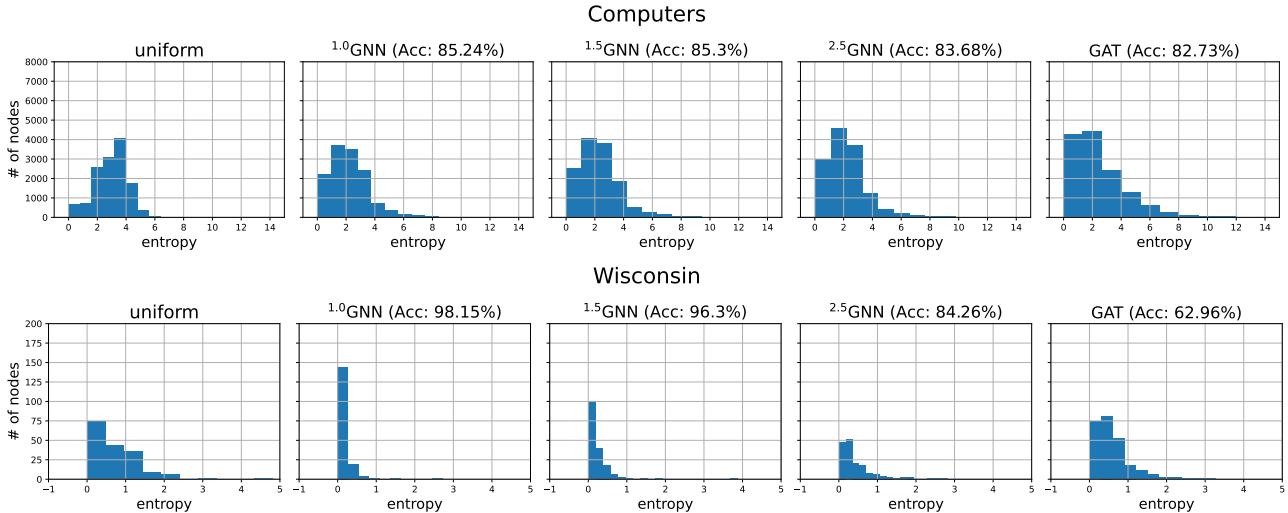 Computers
uniform
1.0GNN (Acc: 85.24%)
1.5GNN (Acc: 85.3%)
2.5GNN (Acc: 83.68%)
GAT (Acc: 82.73%)
# of nodes
8000
7000
6000
5000
4000
3000
2000
1000
0
0 2 4 6 8 10 12 14
0 2 4 6 8 10 12 14
0 2 4 6 8 10 12 14
0 2 4 6 8 10 12 14
0 2 4 6 8 10 12 14
entropy
entropy
entropy
entropy
entropy
Wisconsin
uniform
1.0GNN (Acc: 98.15%)
1.5GNN (Acc: 96.3%)
2.5GNN (Acc: 84.26%)
GAT (Acc: 62.96%)
# of nodes
200
175
150
125
100
75
50
25
0
−1 0 1 2 3 4 5
−1 0 1 2 3 4 5
−1 0 1 2 3 4 5
−1 0 1 2 3 4 5
−1 0 1 2 3 4 5
entropy
entropy
entropy
entropy
entropy